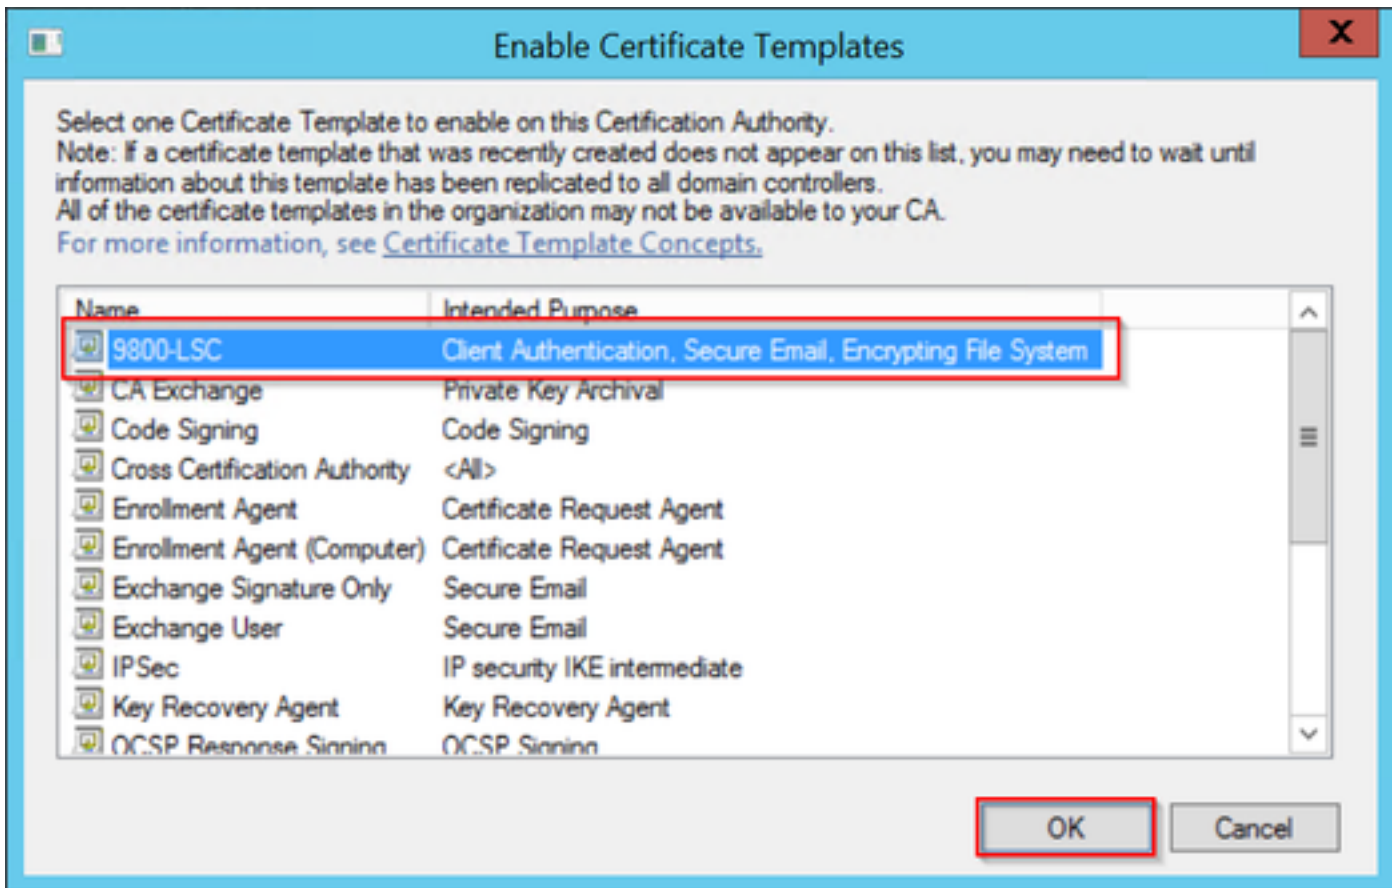 Enable Certificate Templates
X
Select one Certificate Template to enable on this Certification Authority.
Note: If a certificate template that was recently created does not appear on this list, you may need to wait until
information about this template has been replicated to all domain controllers.
All of the certificate templates in the organization may not be available to your CA.
For more information, see Certificate Template Concepts.
Name Intended Purpose
9800-LSC Client Authentication, Secure Email, Encrypting File System
CA Exchange Private Key Archival
Code Signing Code Signing
Cross Certification Authority <All>
Enrollment Agent Certificate Request Agent
Enrollment Agent (Computer) Certificate Request Agent
Exchange Signature Only Secure Email
Exchange User Secure Email
IPSec IP security IKE intermediate
Key Recovery Agent Key Recovery Agent
OCSP Response Signing OCSP Signing
OK Cancel